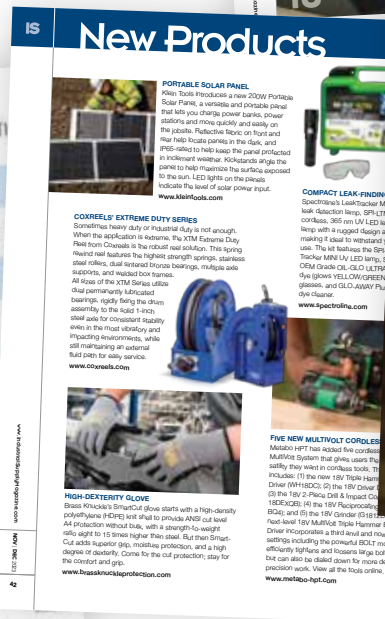 IS
New Products
PORTABLE SOLAR PANEL
Klein Tools introduces a new 200W Portable
Solar Panel, a versatile and portable panel
that lets you charge power banks, power
stations and more quickly and easily on
the jobsite. Reflective fabric on front and
rear help locate panels in the dark, and
IP65-rated to help keep the panel protected
in inclement weather. Kickstands angle the
panel to help maximize the surface exposed
to the sun. LED lights on the panels
indicate the level of solar power input.
www.kleintools.com
COXREELS' EXTREME DUTY SERIES
Sometimes heavy duty or industrial duty is not enough.
When the application is extreme, the XTM Extreme Duty
Reel from Coxreels is the robust reel solution. This spring
rewind reel features the highest strength springs, stainless
steel rollers, dual sintered bronze bearings, multiple axle
supports, and welded box frames.
All sizes of the XTM Series utilize
dual permanently lubricated
bearings, rigidly fixing the drum
assembly to the solid 1-inch
steel axle for consistent stability
even in the most vibratory and
impacting environments, while
still maintaining an external
fluid path for easy service.
www.coxreels.com
HIGH-DEXTERITY GLOVE
Brass Knuckle's SmartCut glove starts with a high-density
polyethylene (HDPE) knit shell to provide ANSI cut level
A4 protection without bulk, with a strength-to-weight
ratio eight to 15 times higher than steel. But then Smart-
Cut adds superior grip, moisture protection, and a high
degree of dexterity. Come for the cut protection; stay for
the comfort and grip.
www.brassknuckleprotection.com
COMPACT LEAK-FINDING
Spectroline's LeakTracker M
leak detection lamp, SPI-LTM
cordless, 365 nm UV LED le
lamp with a rugged design a
making it ideal to withstand
use. The kit features the SPI-
Tracker MINI UV LED lamp, S
OEM Grade OIL-GLO ULTRA
dye (glows YELLOW/GREEN
glasses, and GLO-AWAY Plu
dye cleaner.
www.spectroline.com
FIVE NEW MULTIVOLT CORDLES
Metabo HPT has added five cordless
MultiVolt System that gives users the
satility they want in cordless tools. Th
includes: (1) the new 18V Triple Ham
Driver (WH18DC); (2) the 18V Driver
(3) the 18V 2-Piece Drill & Impact Co
18DEXQB); (4) the 18V Reciprocating
BQ4); and (5) the 18V Grinder (G1812
next-level 18V MultiVolt Triple Hammer
Driver incorporates a third anvil and now
settings including the powerful BOLT mo
efficiently tightens and loosens large bolt
but can also be dialed down for more de
precision work. View all the tools online.
www.metabo-hpt.com
www.IndustrialSupplyMagazine.com
NOV / DEC 2023
42